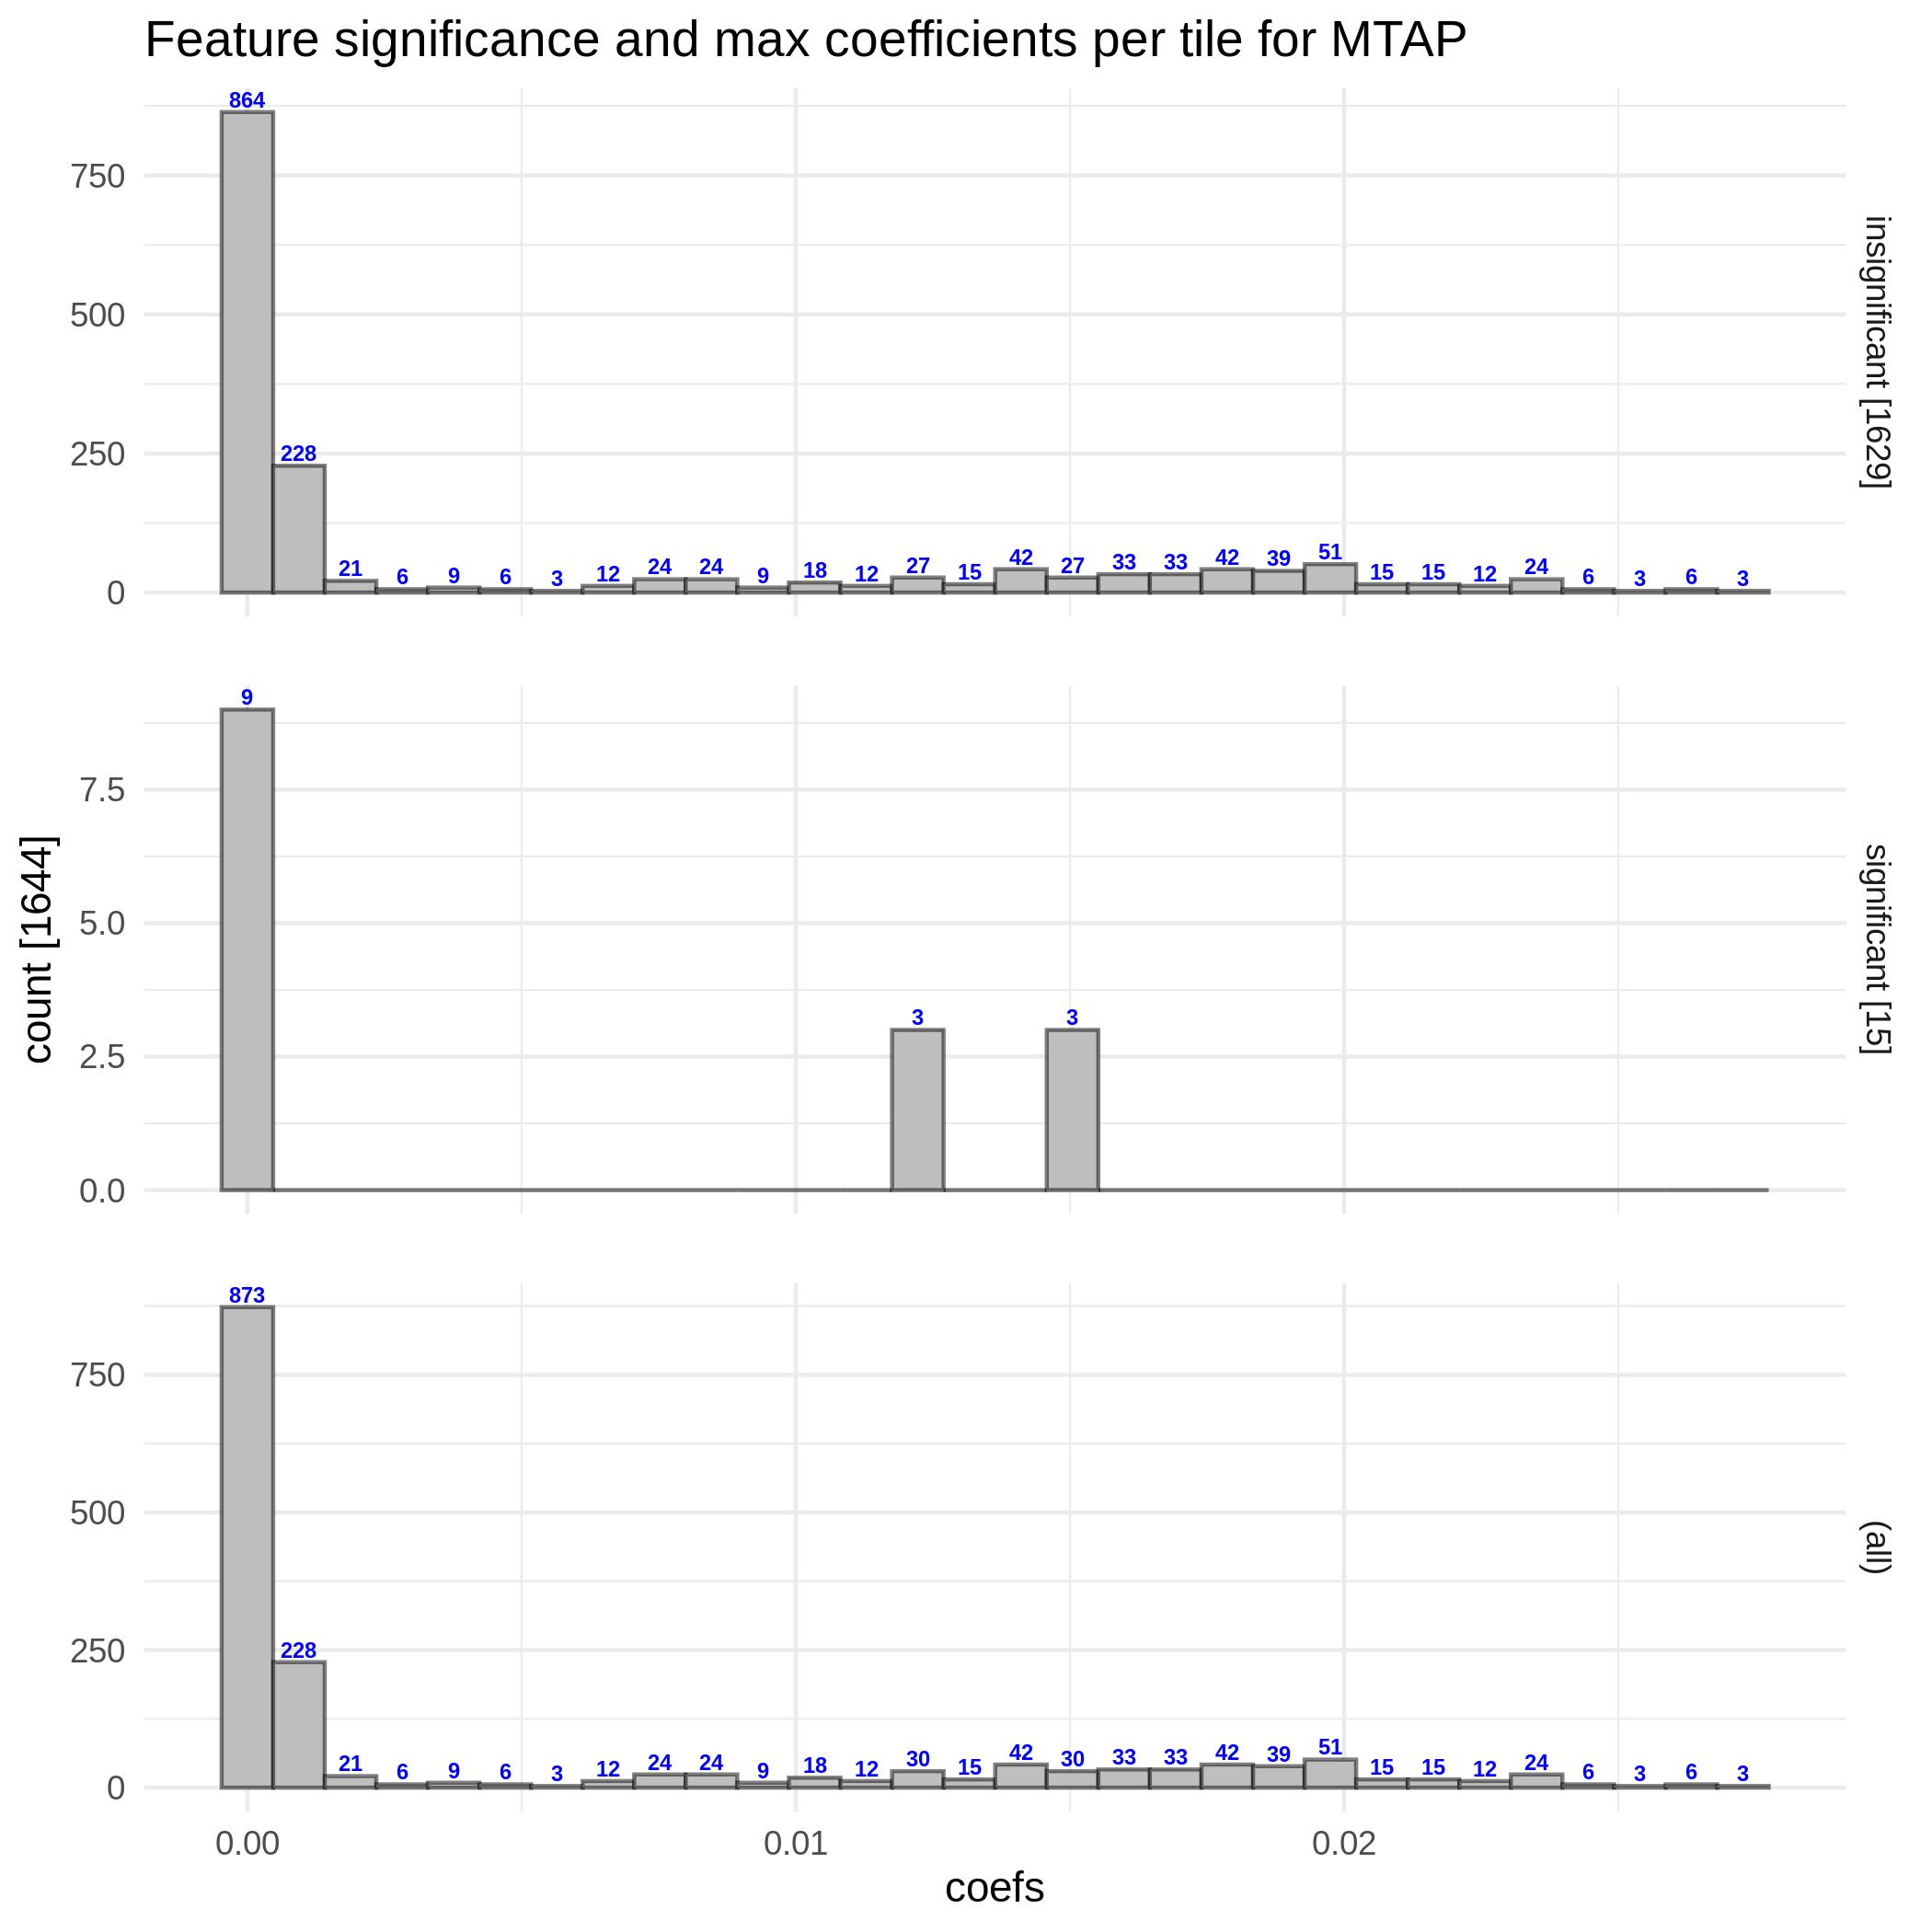 Feature significance and max coefficients per tile for MTAP
count [1644]
864
228
21 6 9 6 3 12 24 24 9 18 12 27 15 42 27 33 33 42 39 51 15 15 12 24 6 3 6 3
750
500
250
0
insignificant [1629]
9
3 3
7.5
5.0
2.5
0.0
significant [15]
873
228
21 6 9 6 3 12 24 24 9 18 12 30 15 42 30 33 33 42 39 51 15 15 12 24 6 3 6 3
750
500
250
0
(all)
0.00 0.01 0.02
coefs